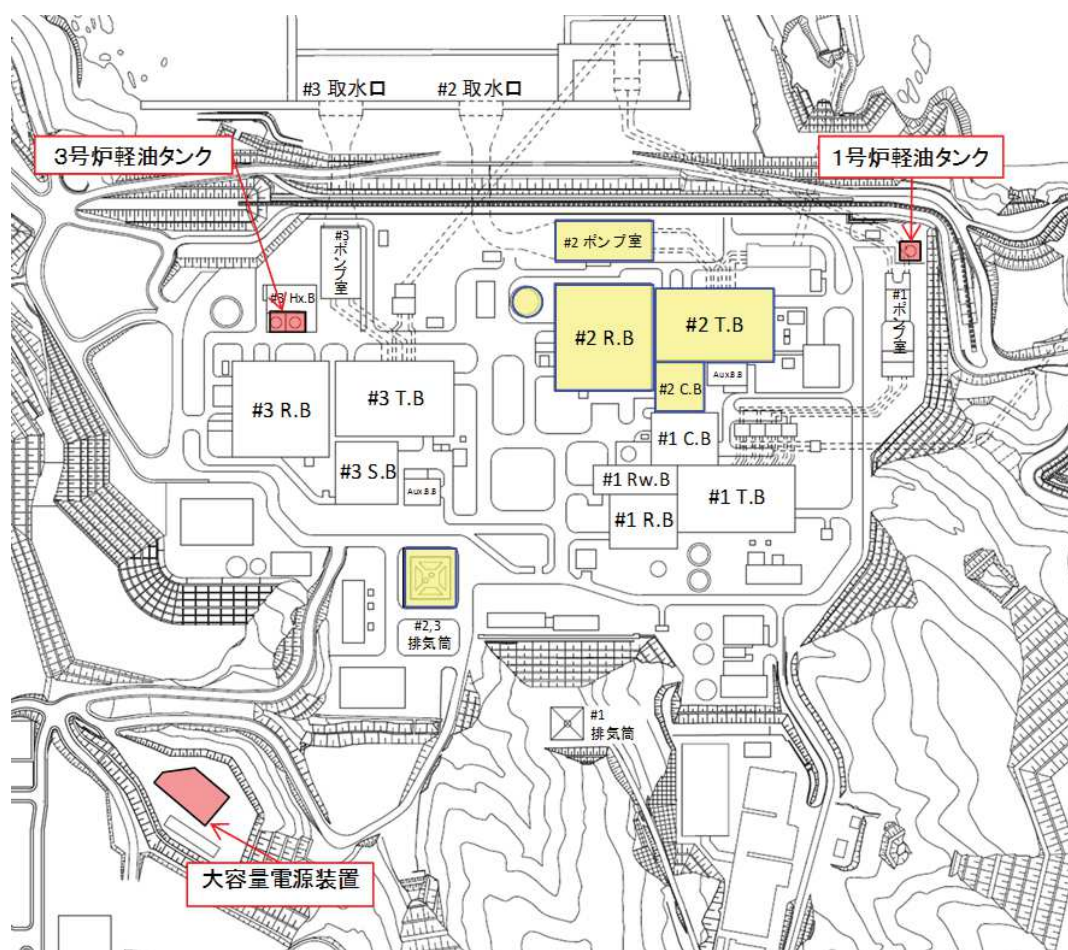 #3 取水口
#2 取水口
3号炉軽油タンク
1号炉軽油タンク
#3
ポンプ室
#2 ポンプ室
#1
ポンプ室
#3 Hx.B
#2 R.B
#2 T.B
#3 R.B
#3 T.B
#2 C.B
Aux.B.B
#1 C.B
#3 S.B
Aux.B.B
#1 Rw.B
#1 R.B
#1 T.B
#2,3
排気筒
#1
排気筒
大容量電源装置